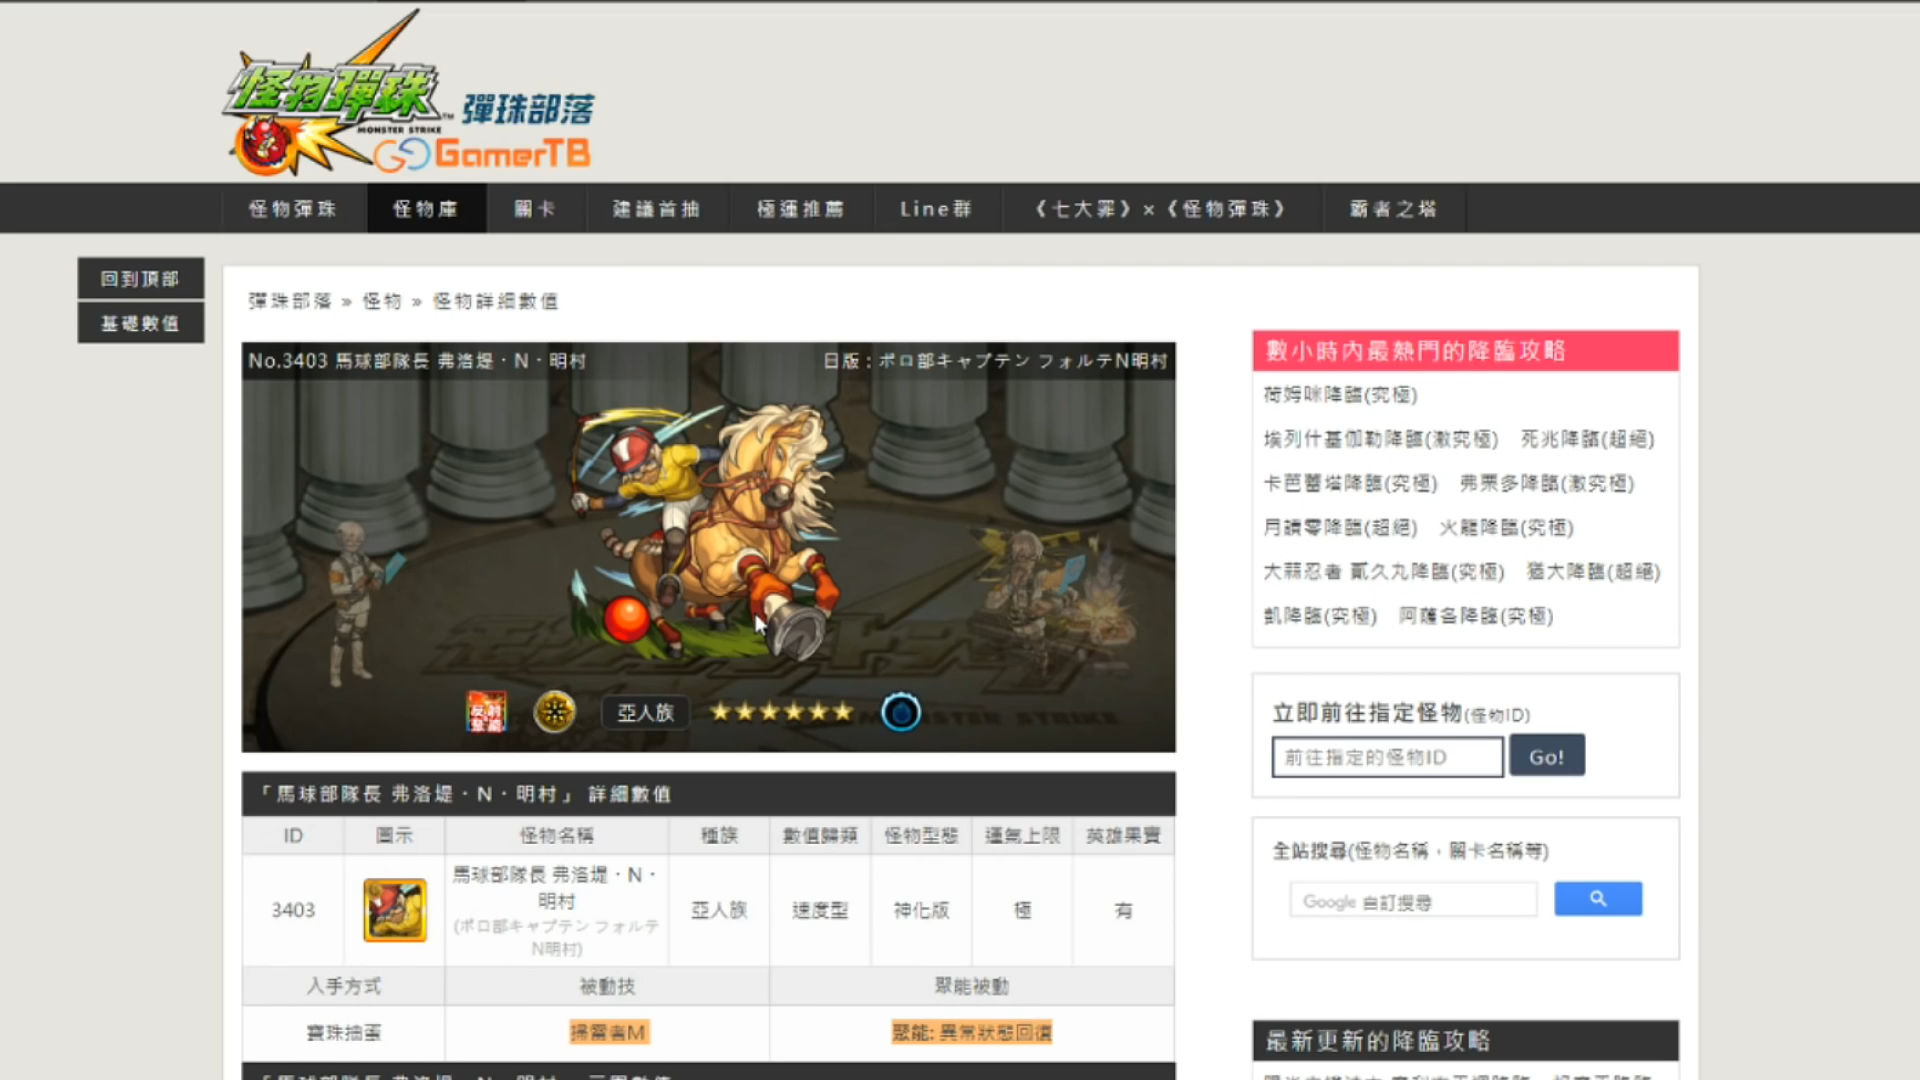 怪物彈珠
MONSTER STRIKE
彈珠部落
GamerTB
怪物彈珠
怪物庫
關卡
建議首抽
極運推薦
Line群
《七大罪》×《怪物彈珠》
霸者之塔
回到頂部
基礎數值
彈珠部落 » 怪物 » 怪物詳細數值
No.3403 馬球部隊長 弗洛堤・N・明村
日版：ポロ部キャプテン フォルテN明村
反射
亞人族
「馬球部隊長 弗洛堤・N・明村」 詳細數值
ID 圖示 怪物名稱 種族 數值歸類 怪物型態 運氣上限 英雄果實
3403
馬球部隊長 弗洛堤・N・
明村
(ポロ部キャプテン フォルテ
N明村)
亞人族 速度型 神化版 極 有
入手方式 被動技 聚能被動
寶珠抽蛋 掃雷者M 聚能: 異常狀態回復
數小時內最熱門的降臨攻略
荷姆咪降臨(究極)
埃列什基伽勒降臨(激究極) 死兆降臨(超絕)
卡芭蕾塔降臨(究極) 弗栗多降臨(激究極)
月讀零降臨(超絕) 火龍降臨(究極)
大蒜忍者 貳久九降臨(究極) 猶大降臨(超絕)
凱降臨(究極) 阿薩各降臨(究極)
立即前往指定怪物(怪物ID)
前往指定的怪物ID Go!
全站搜尋(怪物名稱，關卡名稱等)
Google 自訂搜尋
最新更新的降臨攻略